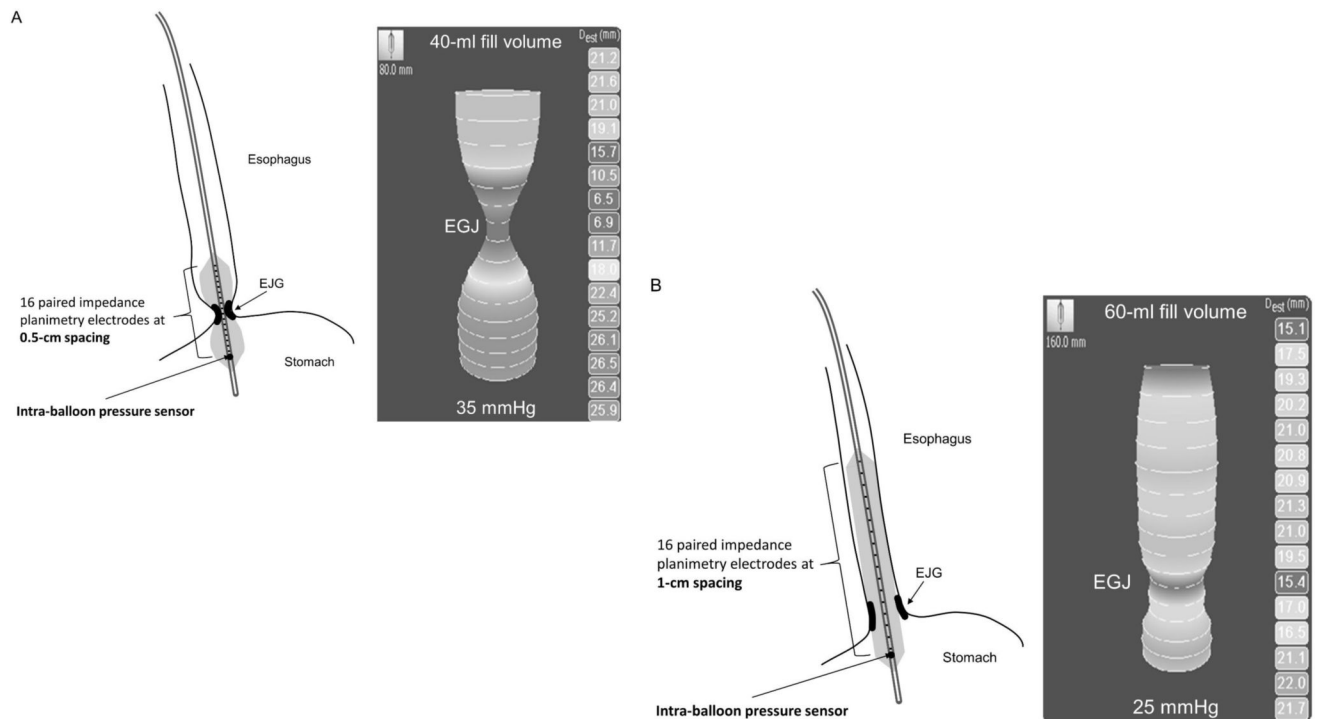 A
Esophagus
EJG
16 paired impedance
planimetry electrodes at
0.5-cm spacing
Stomach
Intra-balloon pressure sensor
80.0 mm
40-ml fill volume
EGJ
35 mmHg
Dest (mm)
21.2
21.6
21.0
19.1
15.7
10.5
6.5
6.9
11.7
18.0
22.4
25.2
26.1
26.5
26.4
25.9
B
Esophagus
16 paired impedance
planimetry electrodes at
1-cm spacing
EJG
Stomach
Intra-balloon pressure sensor
160.0 mm
60-ml fill volume
EGJ
25 mmHg
Dest (mm)
15.1
17.5
19.3
20.2
21.0
20.8
20.9
21.3
21.0
19.5
15.4
17.0
16.5
21.1
22.0
21.7